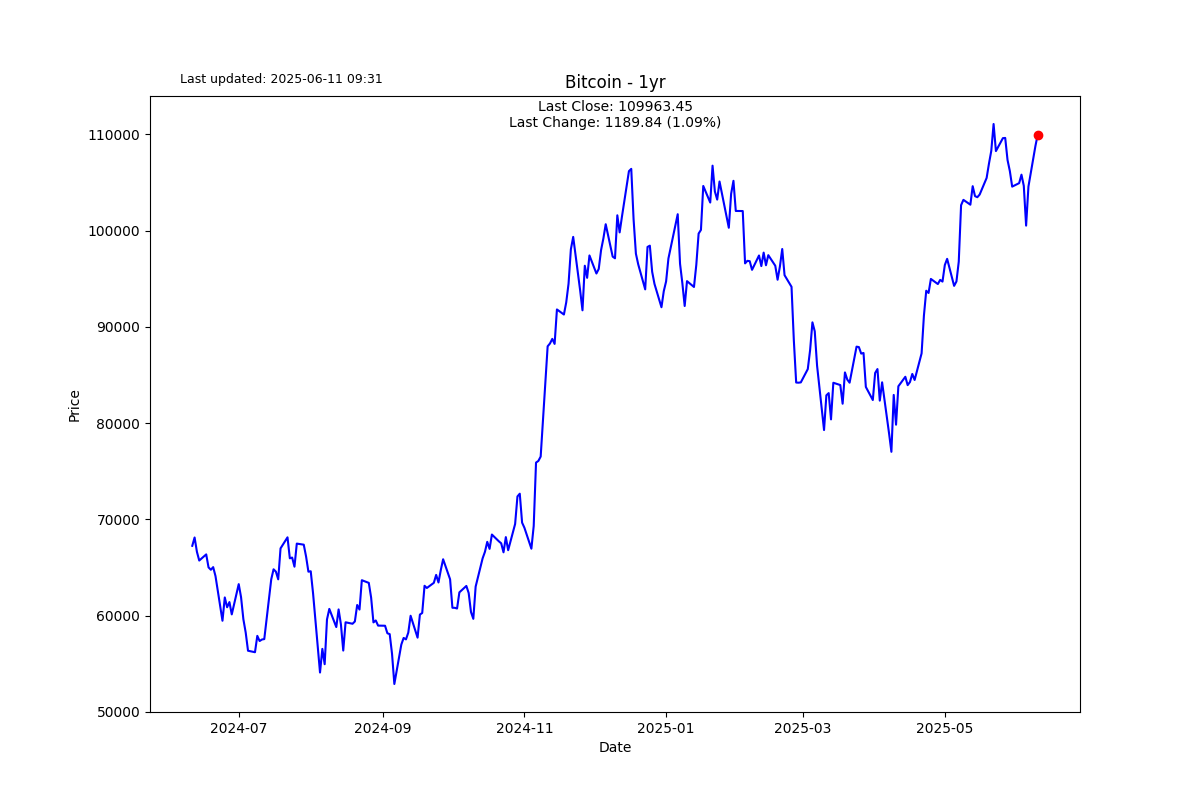 Last updated: 2025-06-11 09:31
Bitcoin - 1yr
Last Close: 109963.45
Last Change: 1189.84 (1.09%)
110000
100000
90000
80000
70000
60000
50000
Price
2024-07 2024-09 2024-11 2025-01 2025-03 2025-05
Date